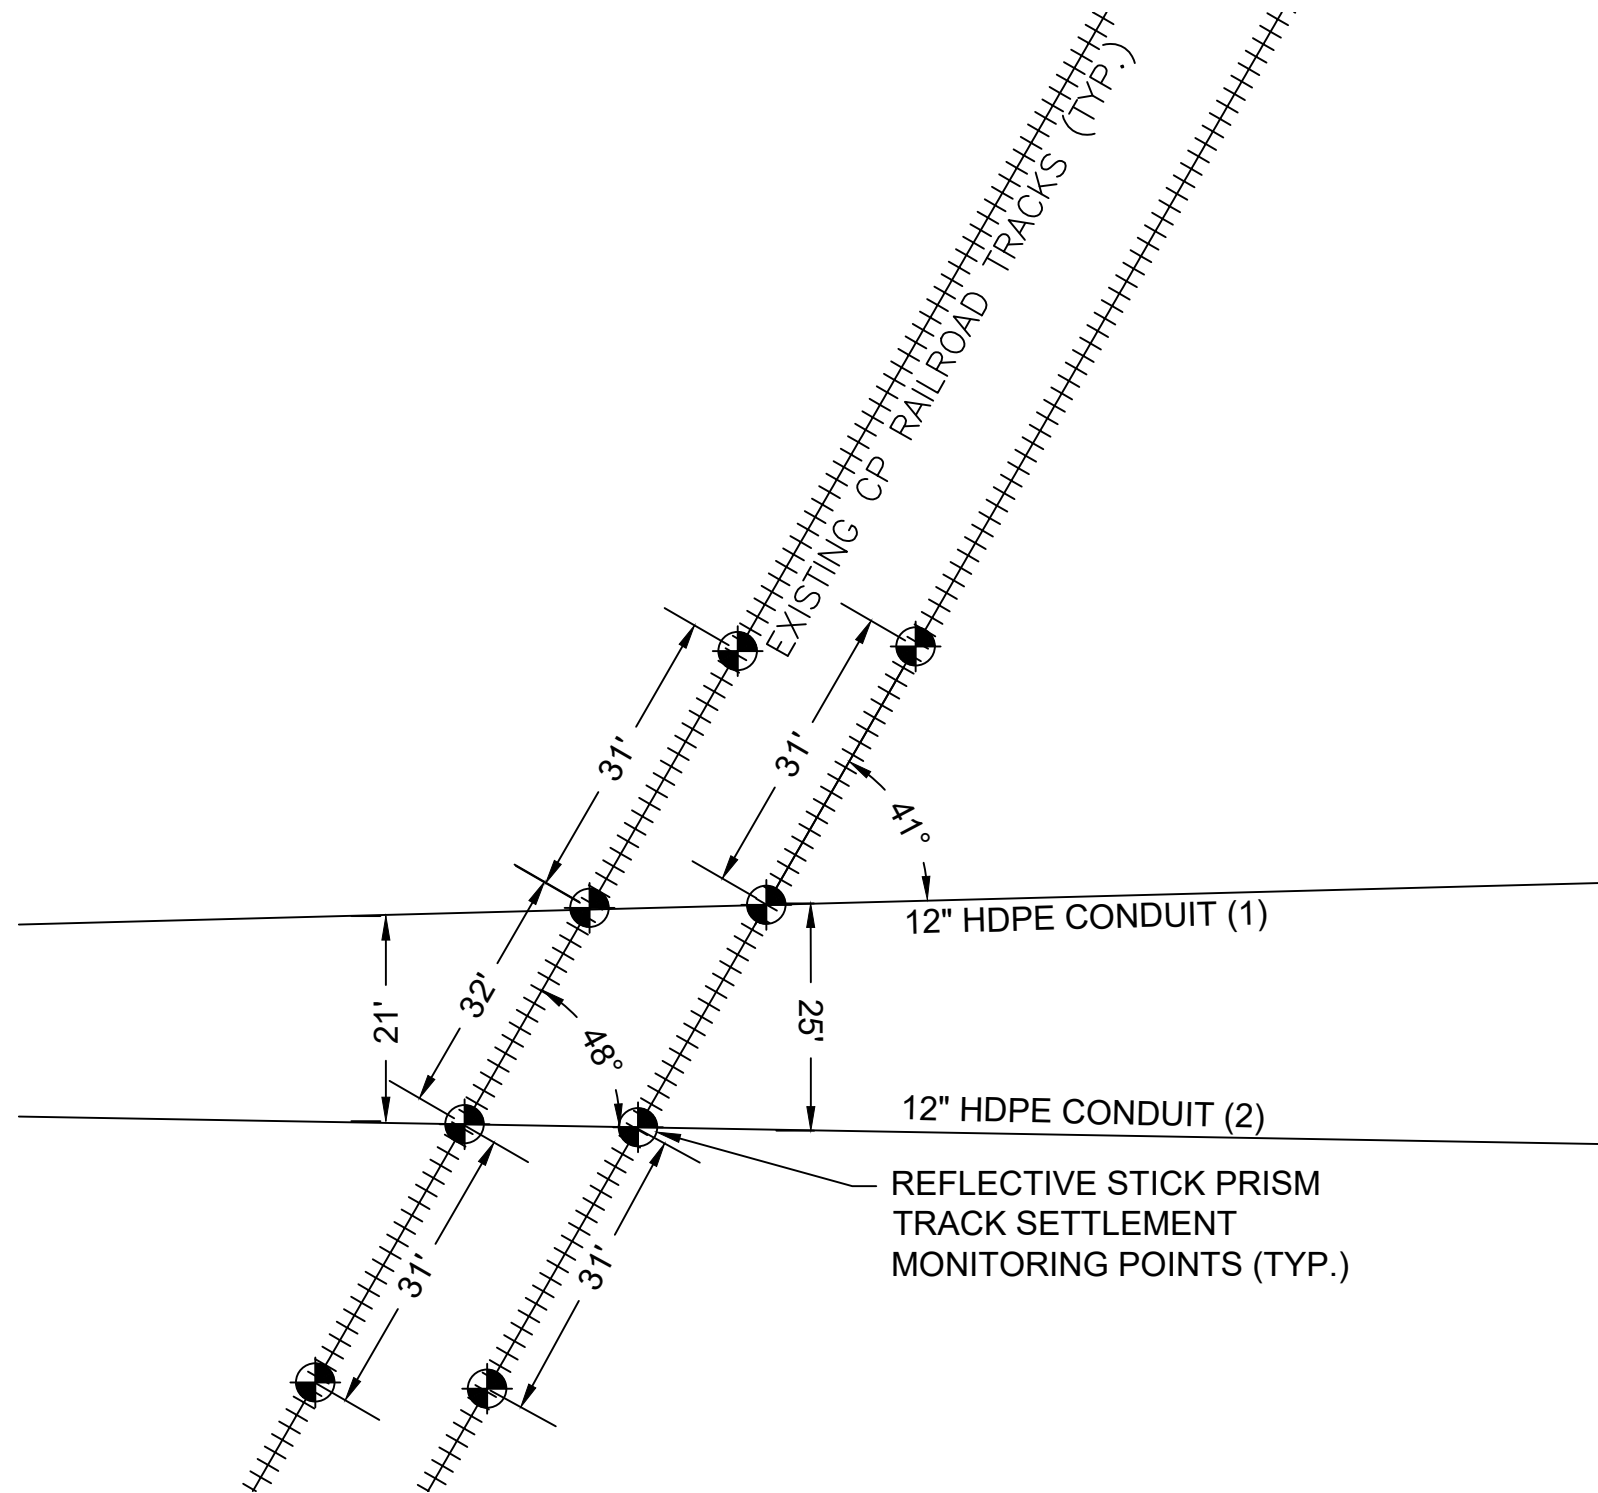 EXISTING CP RAILROAD TRACKS (TYP.)
31'
31'
41°
12" HDPE CONDUIT (1)
32'
21'
25'
48°
12" HDPE CONDUIT (2)
REFLECTIVE STICK PRISM
TRACK SETTLEMENT
MONITORING POINTS (TYP.)
31'
31'